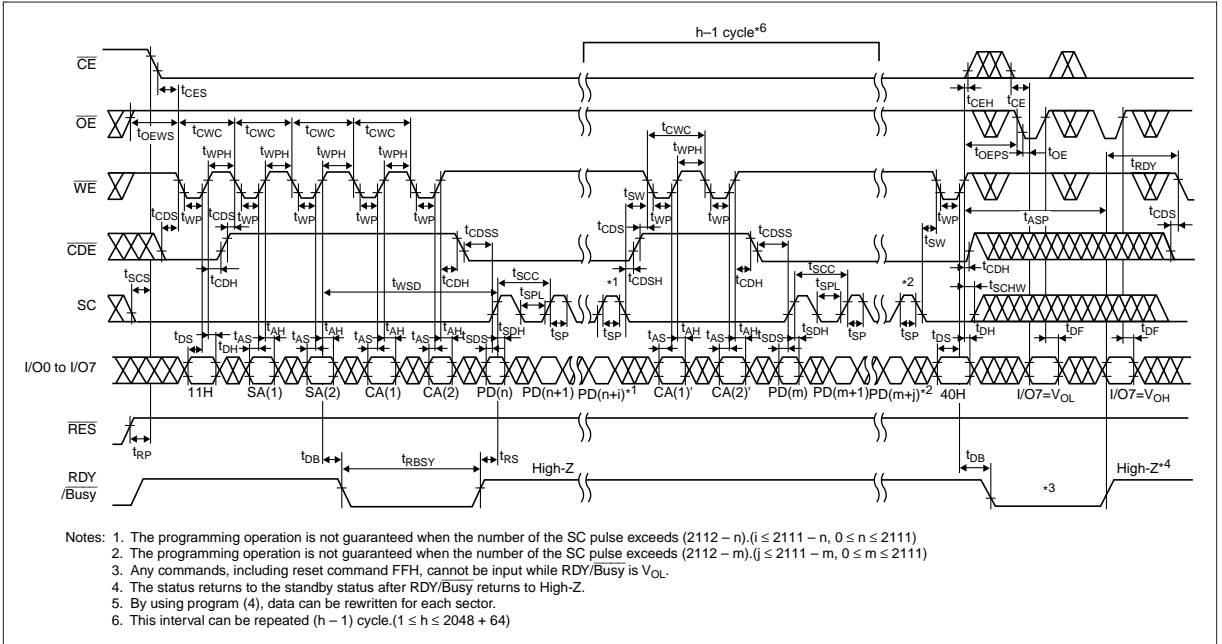 h–1 cycle*6
CE
tCES tCEH tCE
OE
tOEWS tCWC tCWC tCWC tCWC tCWC tOEPS tOE
tWPH tWPH tWPH tWPH tWPH tRDY
WE
tCDS tWP tCDS tWP tWP tWP tWP tSW tWP tWP tWP tSW tASP tCDS
CDE
tCDSS tCDS tCDSS
tSCS tCDH tCDH tCDSH tCDH tCDH
tWSD tSCC tSPL *1 tSCC tSPL *2 tSCHW
SC
tDS tDH tAS tAH tAS tAH tAS tAH tAS tAH tSDS tSDH tSP tSP tAS tAH tAS tAH tSDS tSDH tSP tSP tDS tDH tDF tDF
I/O0 to I/O7
11H SA(1) SA(2) CA(1) CA(2) PD(n) PD(n+1) PD(n+i)*1 CA(1)' CA(2)' PD(m) PD(m+1) PD(m+j)*2 40H I/O7=VOL I/O7=VOH
RES
tRP
tDB tRBSY tRS High-Z tDB High-Z*4
RDY
/Busy
*3
Notes: 1. The programming operation is not guaranteed when the number of the SC pulse exceeds (2112 – n).(i ≤ 2111 – n, 0 ≤ n ≤ 2111)
2. The programming operation is not guaranteed when the number of the SC pulse exceeds (2112 – m).(j ≤ 2111 – m, 0 ≤ m ≤ 2111)
3. Any commands, including reset command FFH, cannot be input while RDY/Busy is VOL.
4. The status returns to the standby status after RDY/Busy returns to High-Z.
5. By using program (4), data can be rewritten for each sector.
6. This interval can be repeated (h – 1) cycle.(1 ≤ h ≤ 2048 + 64)